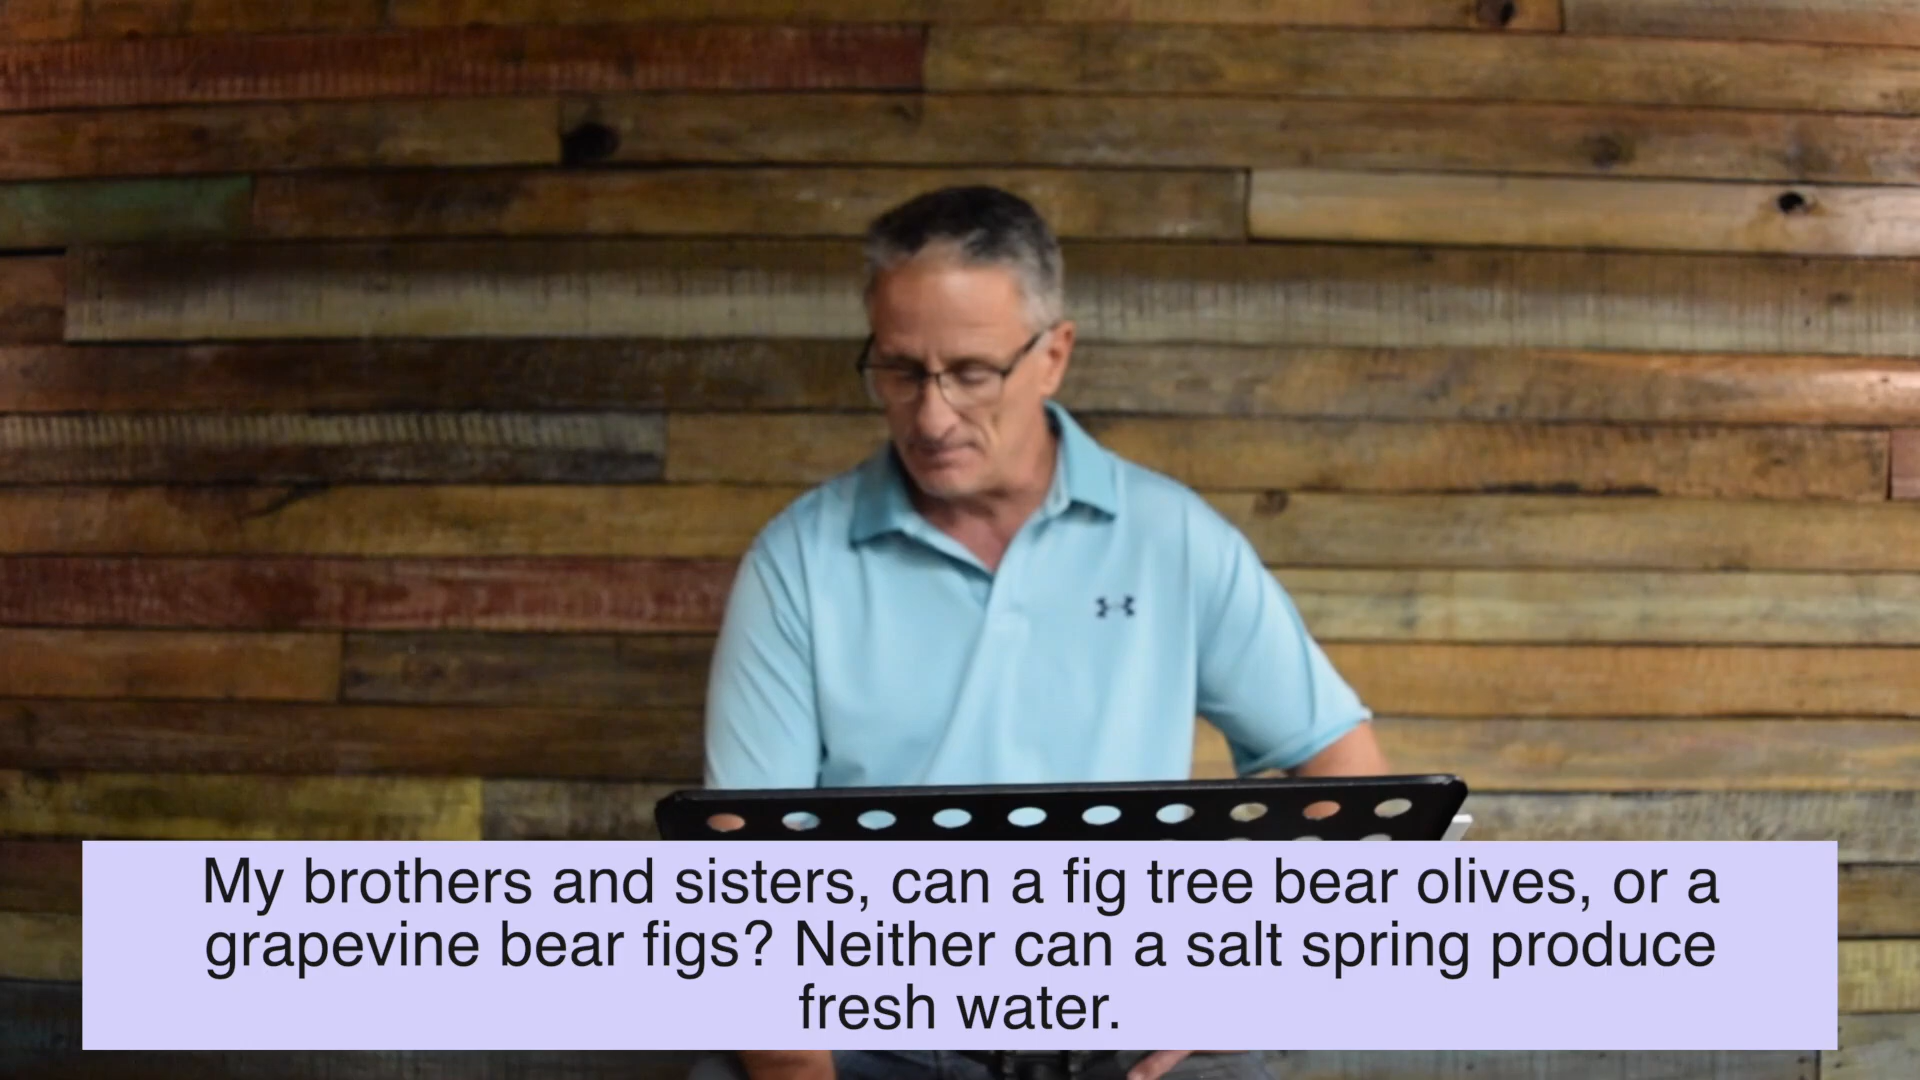 My brothers and sisters, can a fig tree bear olives, or a
grapevine bear figs? Neither can a salt spring produce
fresh water.